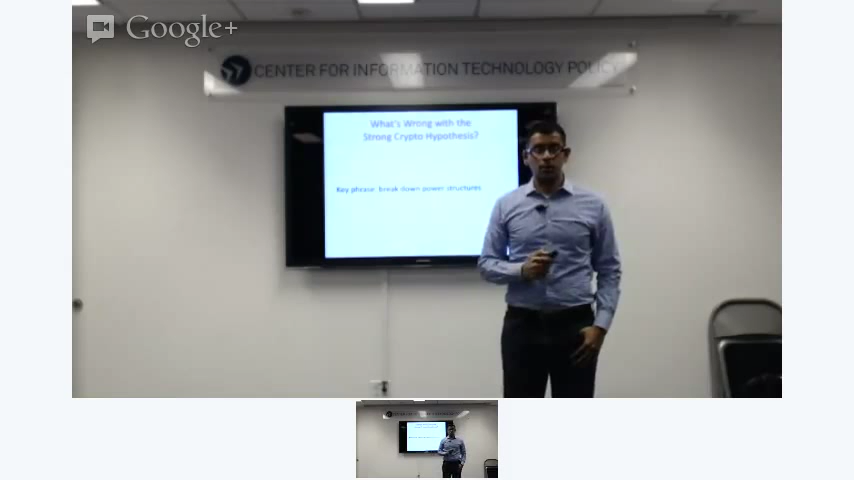 Google+
CENTER FOR INFORMATION TECHNOLOGY POLICY
What's Wrong with the
Strong Crypto Hypothesis?
Key phrase: break down power structures